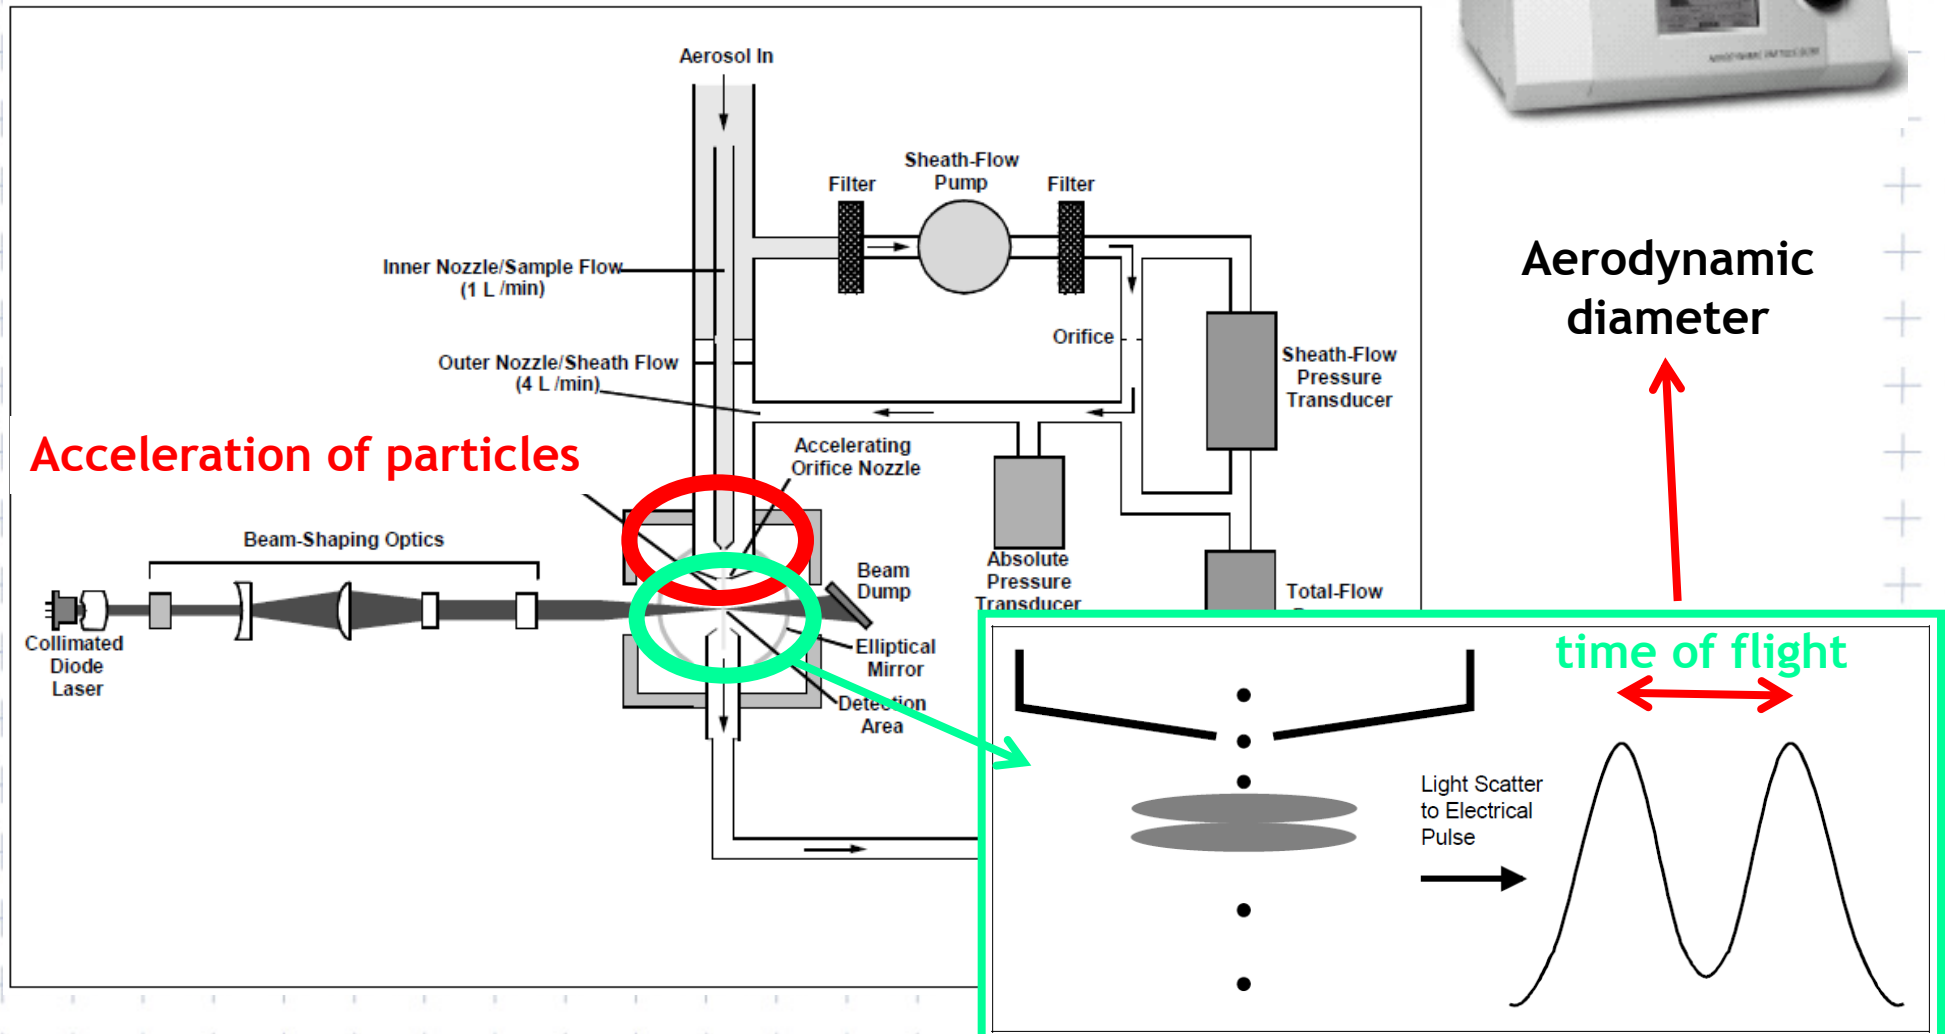 Aerosol In
Sheath-Flow
Pump
Filter
Filter
Inner Nozzle/Sample Flow
(1 L /min)
Aerodynamic
diameter
Orifice
Outer Nozzle/Sheath Flow
(4 L /min)
Sheath-Flow
Pressure
Transducer
Acceleration of particles
Accelerating
Orifice Nozzle
Beam-Shaping Optics
Absolute
Pressure
Transducer
Beam
Dump
Total-Flow
Collimated
Diode
Laser
Elliptical
Mirror
Detection
Area
time of flight
Light Scatter
to Electrical
Pulse